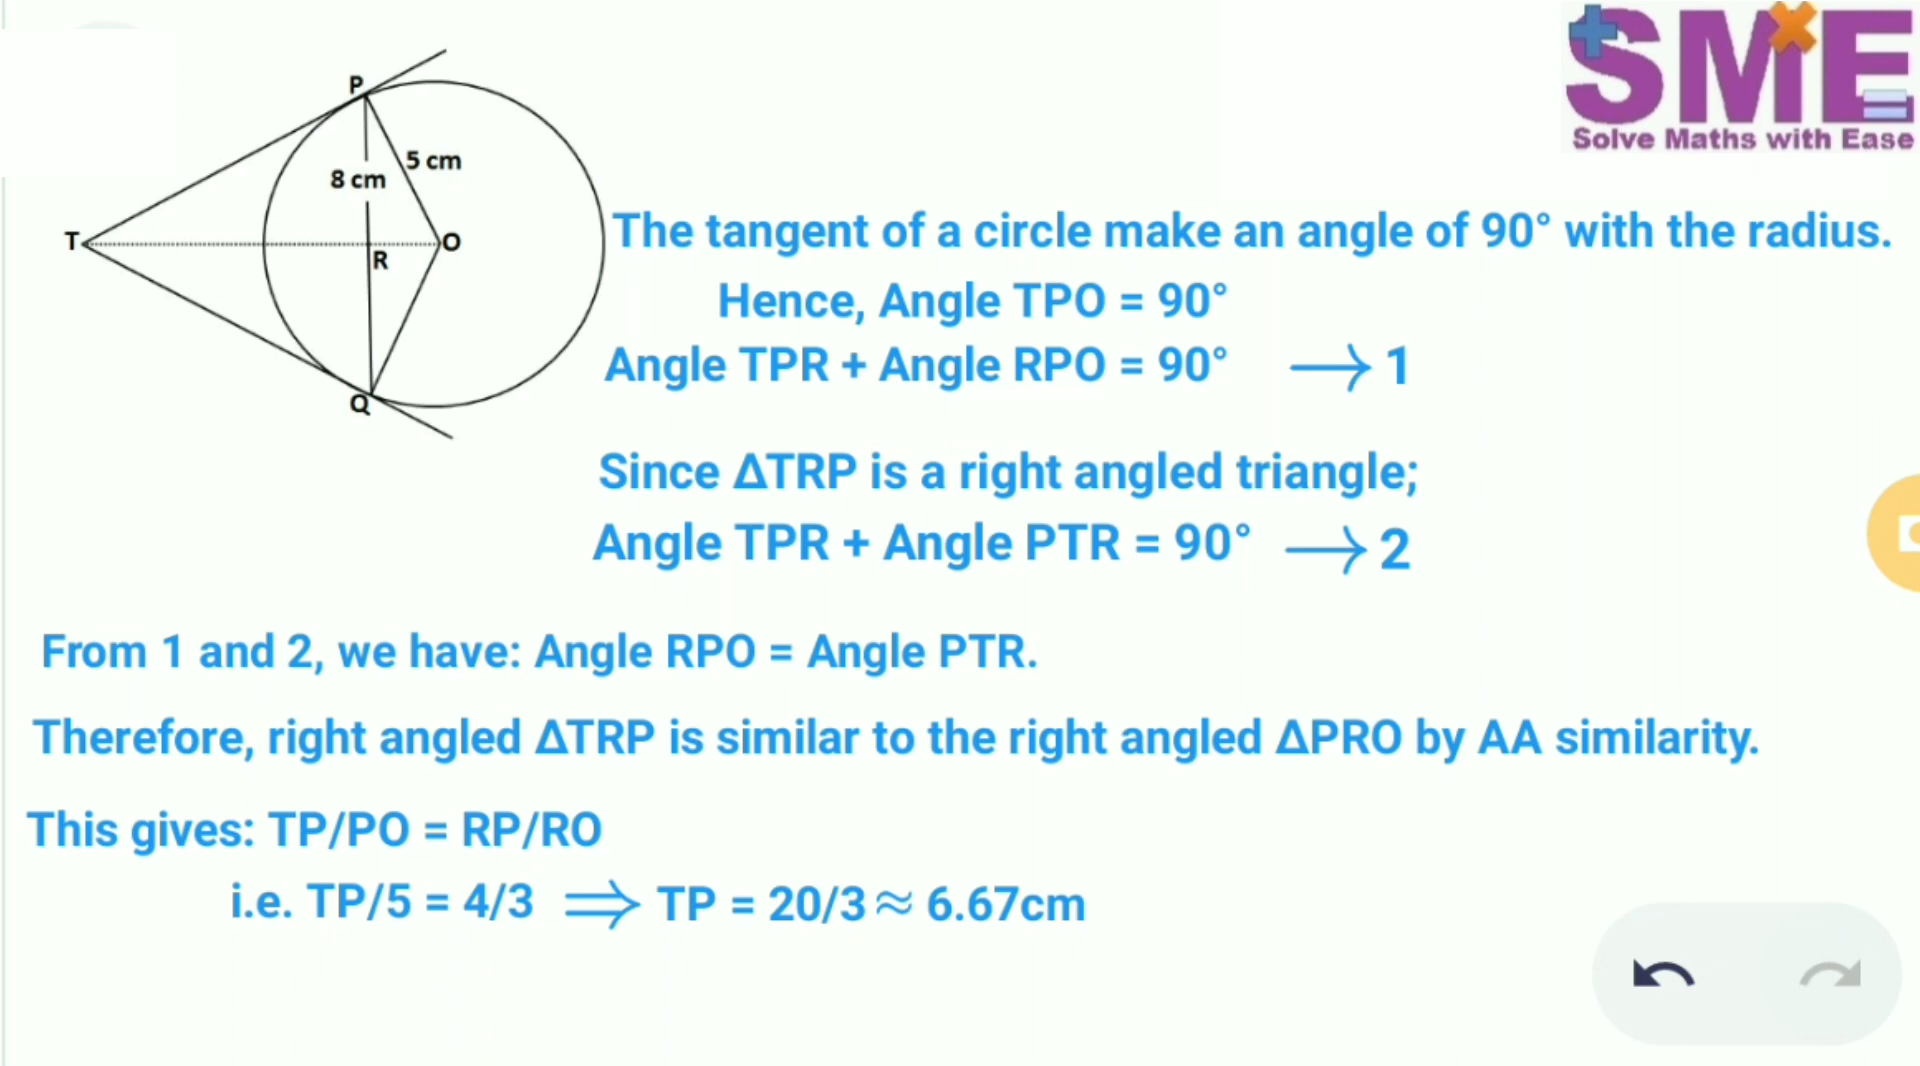 SME
Solve Maths with Ease
P
5 cm
8 cm
T
O
R
Q
The tangent of a circle make an angle of 90° with the radius.
Hence, Angle TPO = 90°
Angle TPR + Angle RPO = 90° → 1
Since ΔTRP is a right angled triangle;
Angle TPR + Angle PTR = 90° → 2
From 1 and 2, we have: Angle RPO = Angle PTR.
Therefore, right angled ΔTRP is similar to the right angled ΔPRO by AA similarity.
This gives: TP/PO = RP/RO
i.e. TP/5 = 4/3 ⟹ TP = 20/3 ≈ 6.67cm